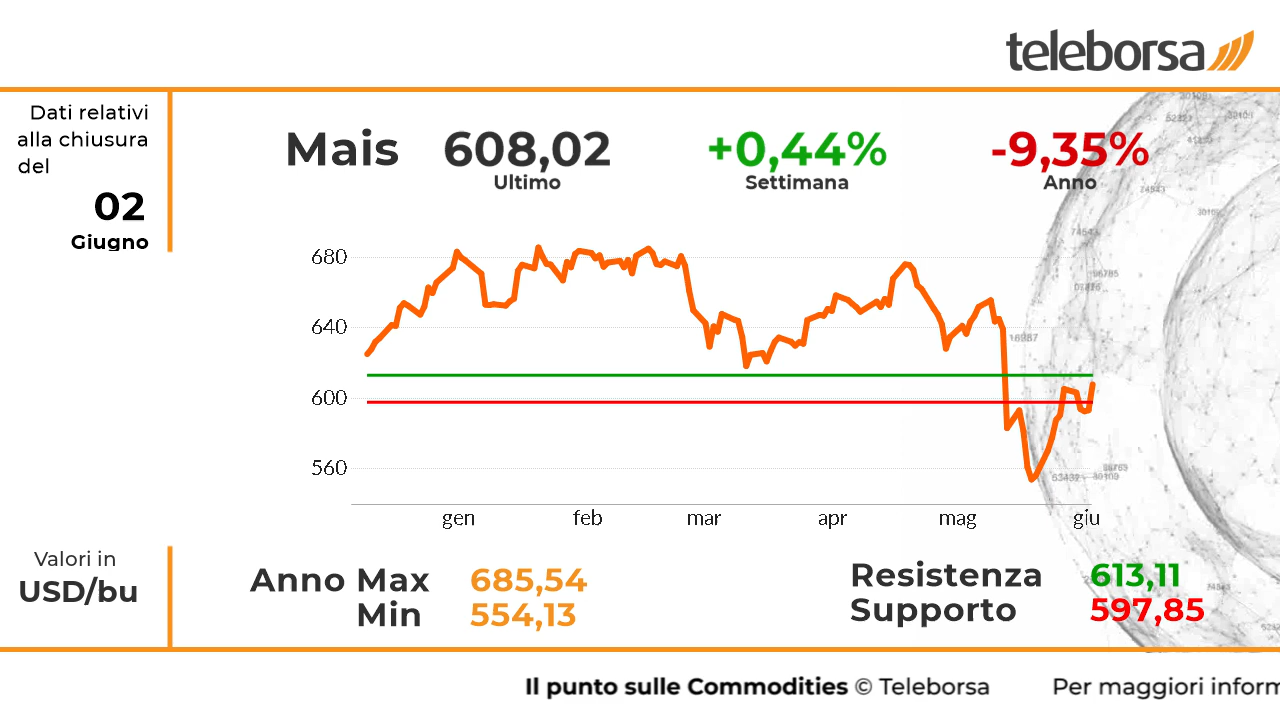 teleborsa
Dati relativi
alla chiusura
del
02
Giugno
Mais 608,02 +0,44% -9,35%
Ultimo Settimana Anno
680
640
600
560
gen feb mar apr mag giu
Valori in
USD/bu
Anno Max 685,54
Min 554,13
Resistenza 613,11
Supporto 597,85
Il punto sulle Commodities © Teleborsa Per maggiori inform